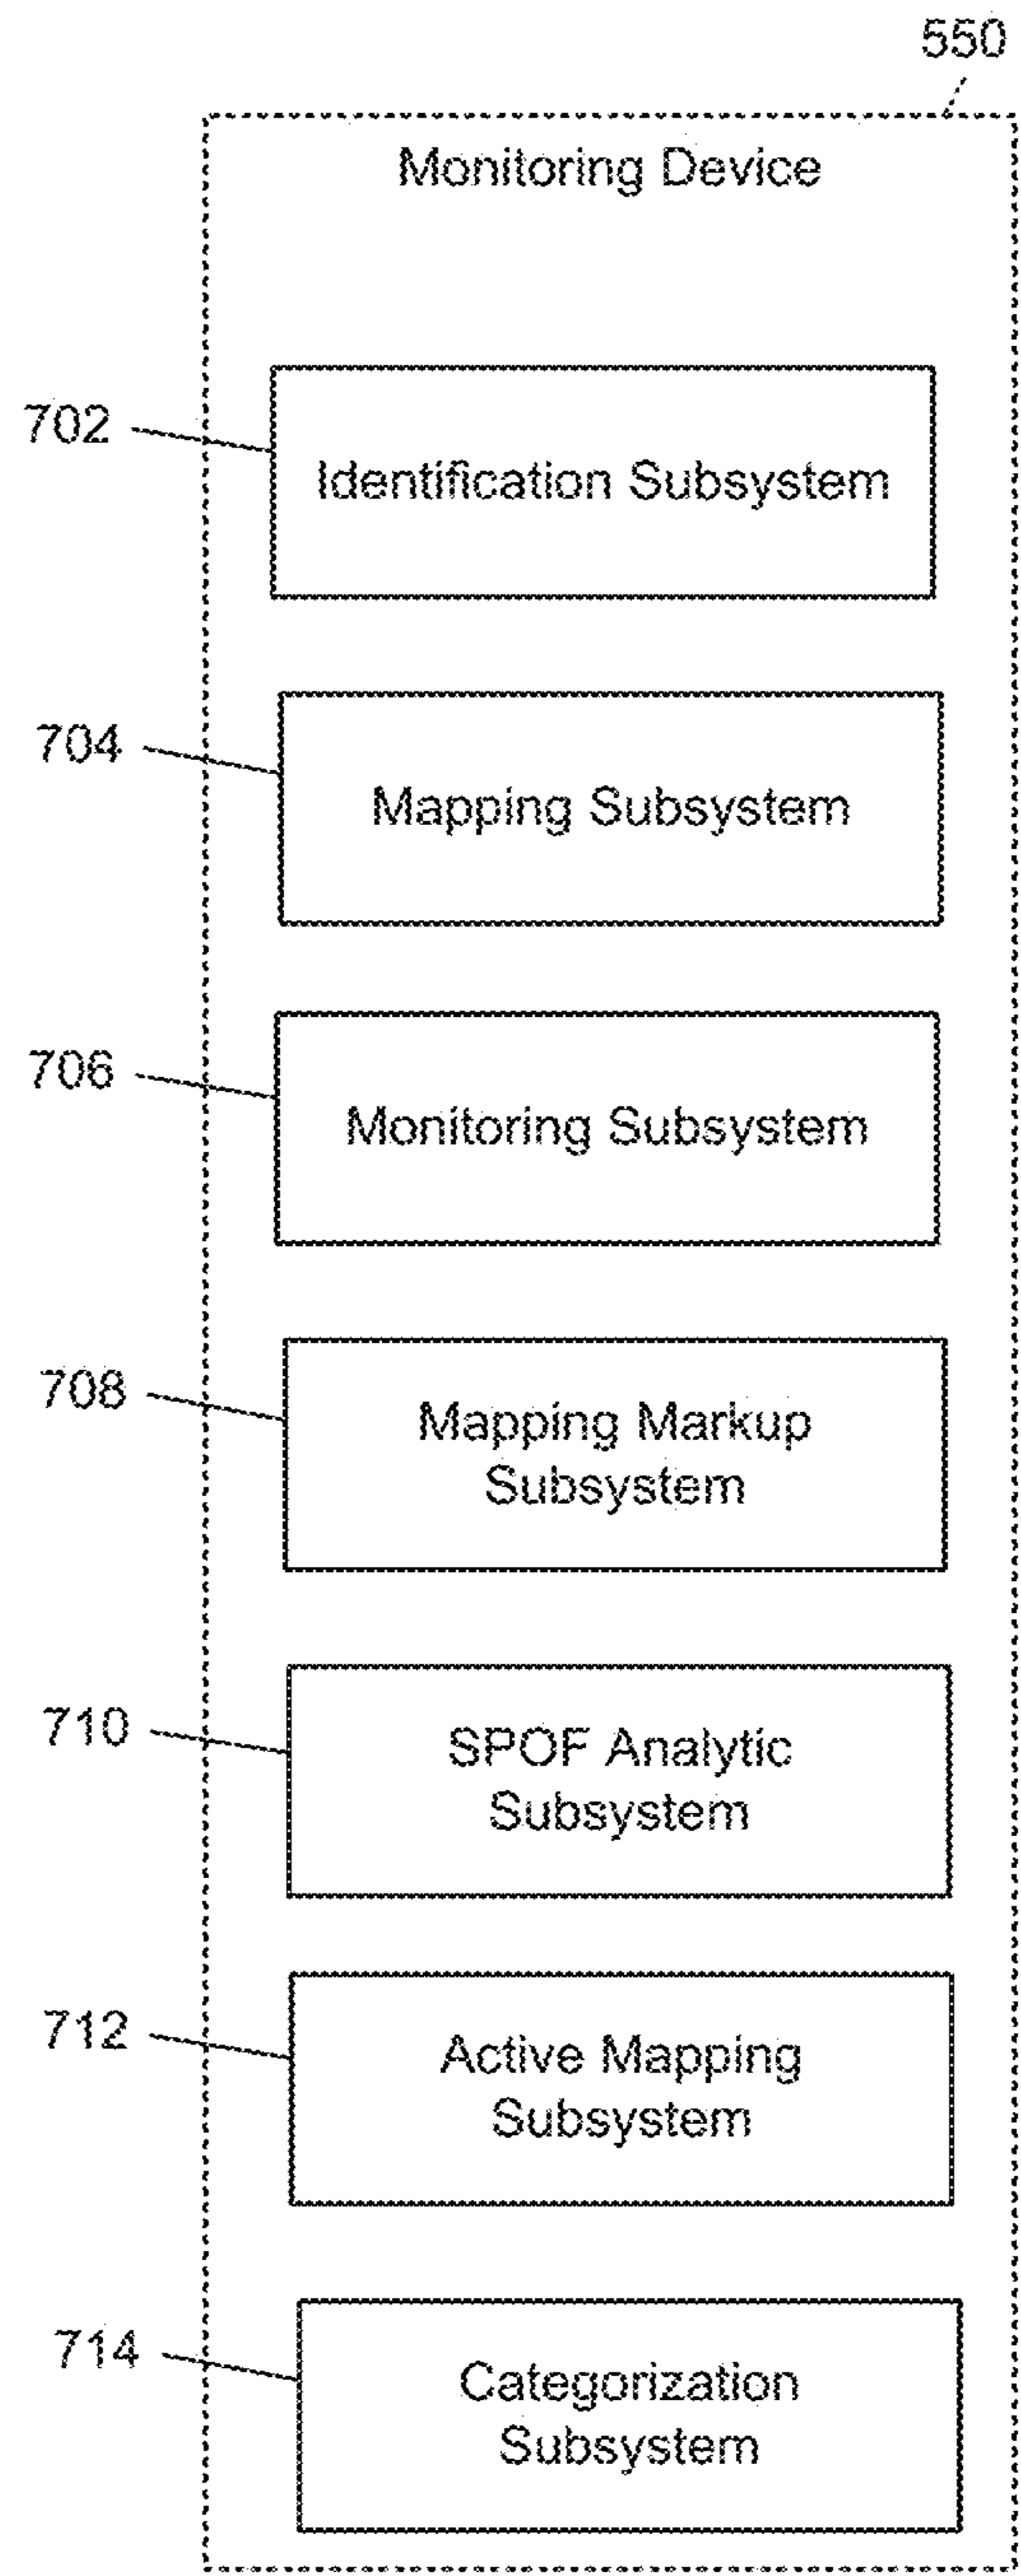 550
Monitoring Device
702
Identification Subsystem
704
Mapping Subsystem
706
Monitoring Subsystem
708
Mapping Markup
Subsystem
710
SPOF Analytic
Subsystem
712
Active Mapping
Subsystem
714
Categorization
Subsystem